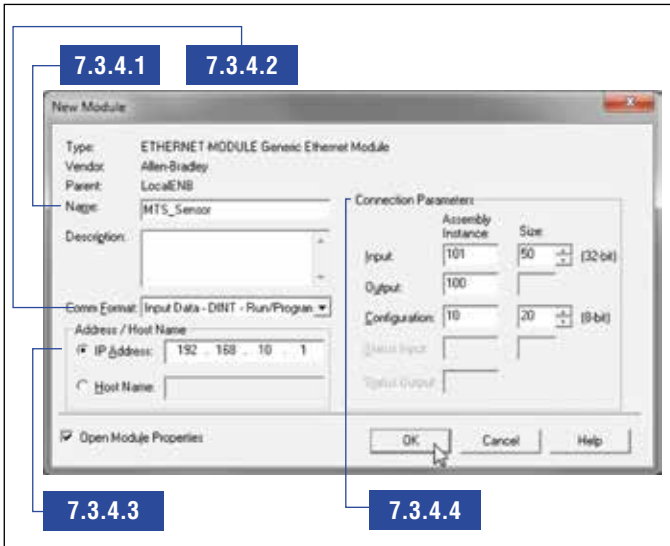 7.3.4.1 7.3.4.2
New Module
Type: ETHERNET-MODULE Generic Ethernet Module
Vendor: Allen-Bradley
Parent: LocalENB
Name: MTS_Sensor
Description:
Comm Format: Input Data - DINT - Run/Program
Address / Host Name
IP Address: 192 . 168 . 10 . 1
Host Name:
Connection Parameters
Assembly Instance: Size:
Input: 101 50 (32-bit)
Output: 100
Configuration: 10 20 (8-bit)
Status Input:
Status Output:
Open Module Properties
OK Cancel Help
7.3.4.3 7.3.4.4